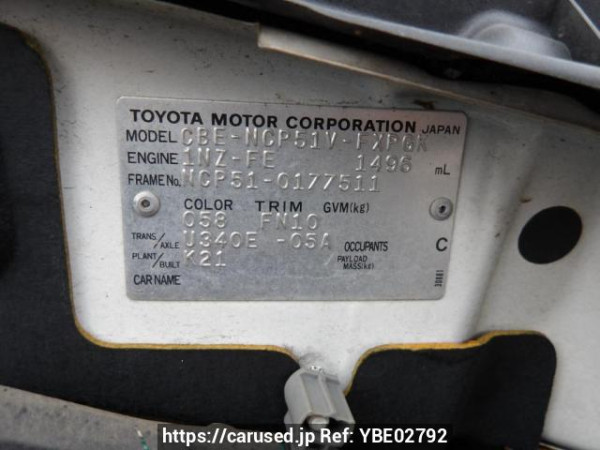 TOYOTA MOTOR CORPORATION JAPAN
MODEL CBE-NCP51V-FXPGK
ENGINE 1NZ-FE 1496 mL
FRAME No. NCP51-0177511
COLOR TRIM GVM(kg)
058 FN10
TRANS/AXLE U340E -05A OCCUPANTS C
PLANT/BUILT K21 PAYLOAD MASS(kg)
CAR NAME
https://carused.jp Ref: YBE02792